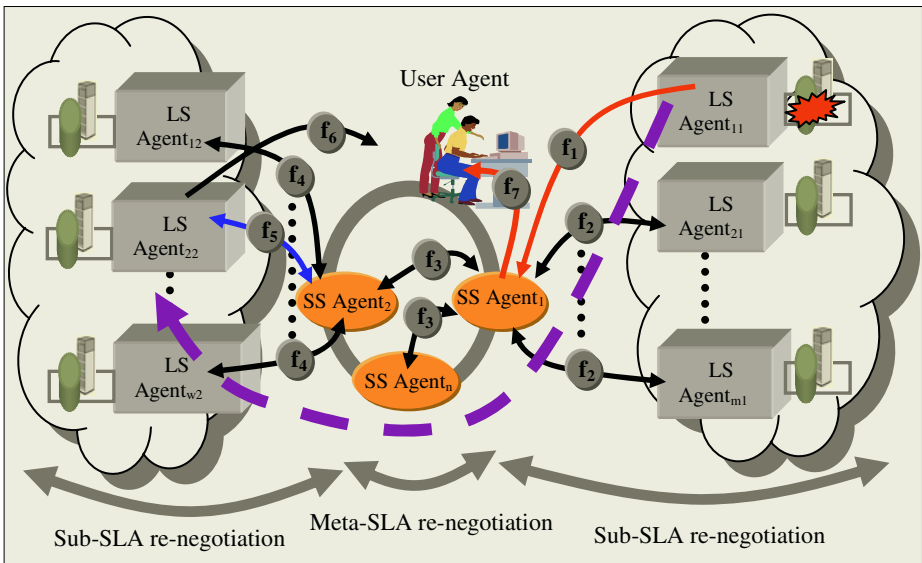 User Agent
LS
Agent12
LS
Agent22
LS
Agentw2
f6
f4
f5
f4
f3
f3
SS Agent2
SS Agent1
SS Agentn
f7
f1
f2
f2
LS
Agent11
LS
Agent21
LS
Agentm1
Sub-SLA re-negotiation
Meta-SLA re-negotiation
Sub-SLA re-negotiation